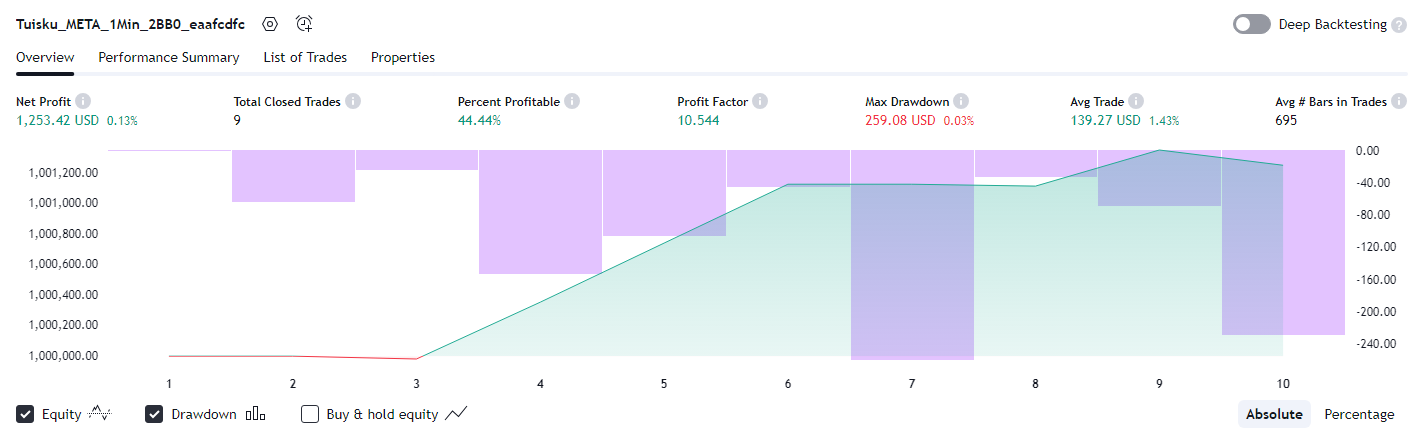 Tuisku_META_1Min_2BB0_eaafcdfc
Deep Backtesting ?
Overview Performance Summary List of Trades Properties
Net Profit i Total Closed Trades i Percent Profitable i Profit Factor i Max Drawdown i Avg Trade i Avg # Bars in Trades i
1,253.42 USD 0.13% 9 44.44% 10.544 259.08 USD 0.03% 139.27 USD 1.43% 695
0.00
1,001,200.00
-40.00
1,001,000.00
-80.00
1,000,800.00
-120.00
1,000,600.00
-160.00
1,000,400.00
-200.00
1,000,200.00
-240.00
1,000,000.00
1 2 3 4 5 6 7 8 9 10
Equity Drawdown Buy & hold equity Absolute Percentage